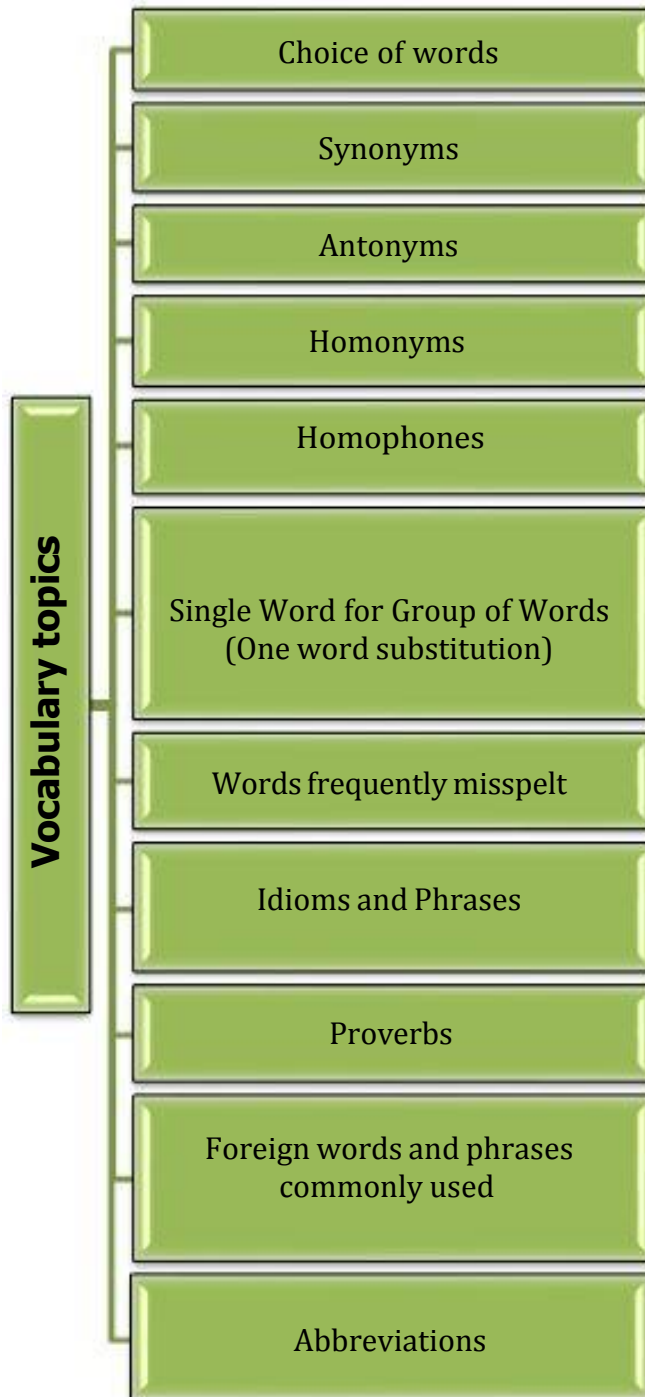 Vocabulary topics
Choice of words
Synonyms
Antonyms
Homonyms
Homophones
Single Word for Group of Words
(One word substitution)
Words frequently misspelt
Idioms and Phrases
Proverbs
Foreign words and phrases
commonly used
Abbreviations